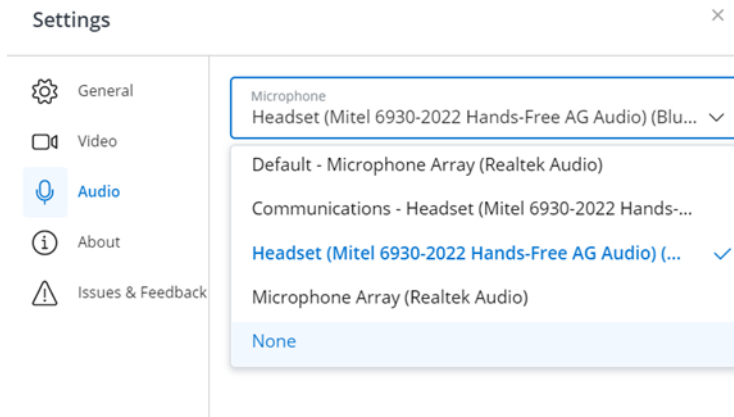 Settings
General
Video
Audio
About
Issues & Feedback
Microphone
Headset (Mitel 6930-2022 Hands-Free AG Audio) (Blu...
Default - Microphone Array (Realtek Audio)
Communications - Headset (Mitel 6930-2022 Hands-...
Headset (Mitel 6930-2022 Hands-Free AG Audio) (...
Microphone Array (Realtek Audio)
None